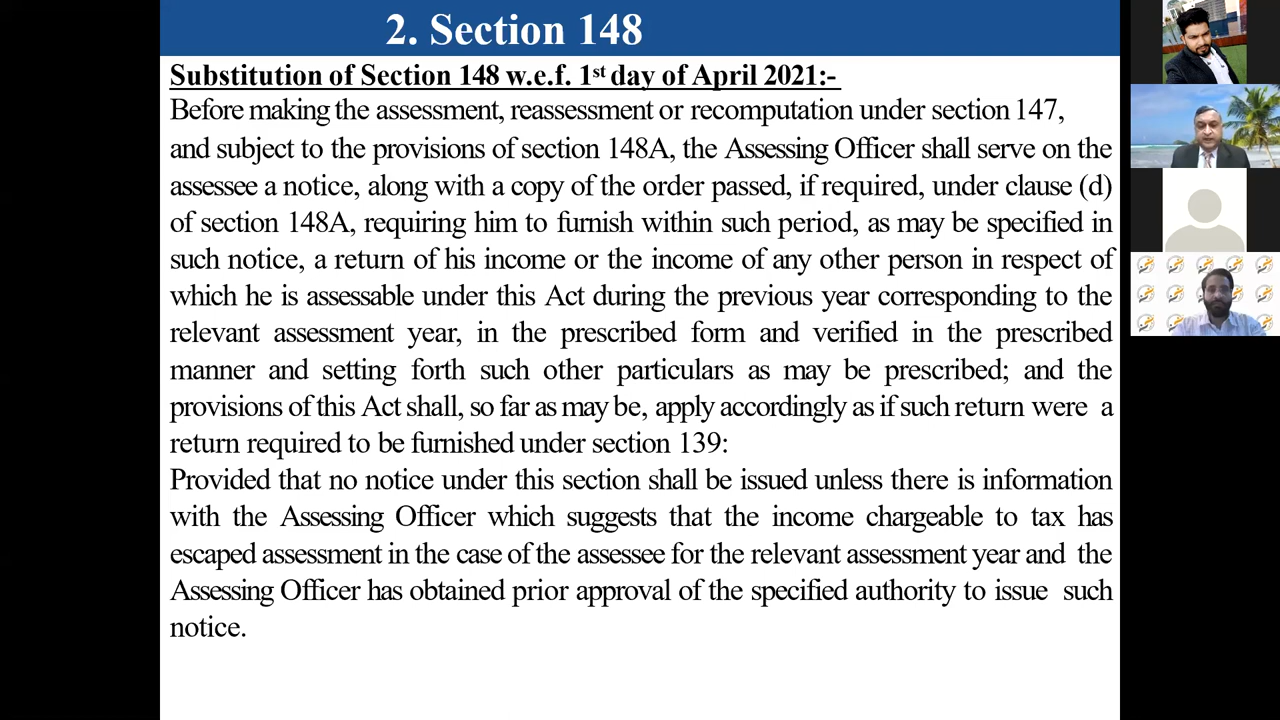 2. Section 148
Substitution of Section 148 w.e.f. 1st day of April 2021:-
Before making the assessment, reassessment or recomputation under section 147,
and subject to the provisions of section 148A, the Assessing Officer shall serve on the
assessee a notice, along with a copy of the order passed, if required, under clause (d)
of section 148A, requiring him to furnish within such period, as may be specified in
such notice, a return of his income or the income of any other person in respect of
which he is assessable under this Act during the previous year corresponding to the
relevant assessment year, in the prescribed form and verified in the prescribed
manner and setting forth such other particulars as may be prescribed; and the
provisions of this Act shall, so far as may be, apply accordingly as if such return were a
return required to be furnished under section 139:
Provided that no notice under this section shall be issued unless there is information
with the Assessing Officer which suggests that the income chargeable to tax has
escaped assessment in the case of the assessee for the relevant assessment year and the
Assessing Officer has obtained prior approval of the specified authority to issue such
notice.